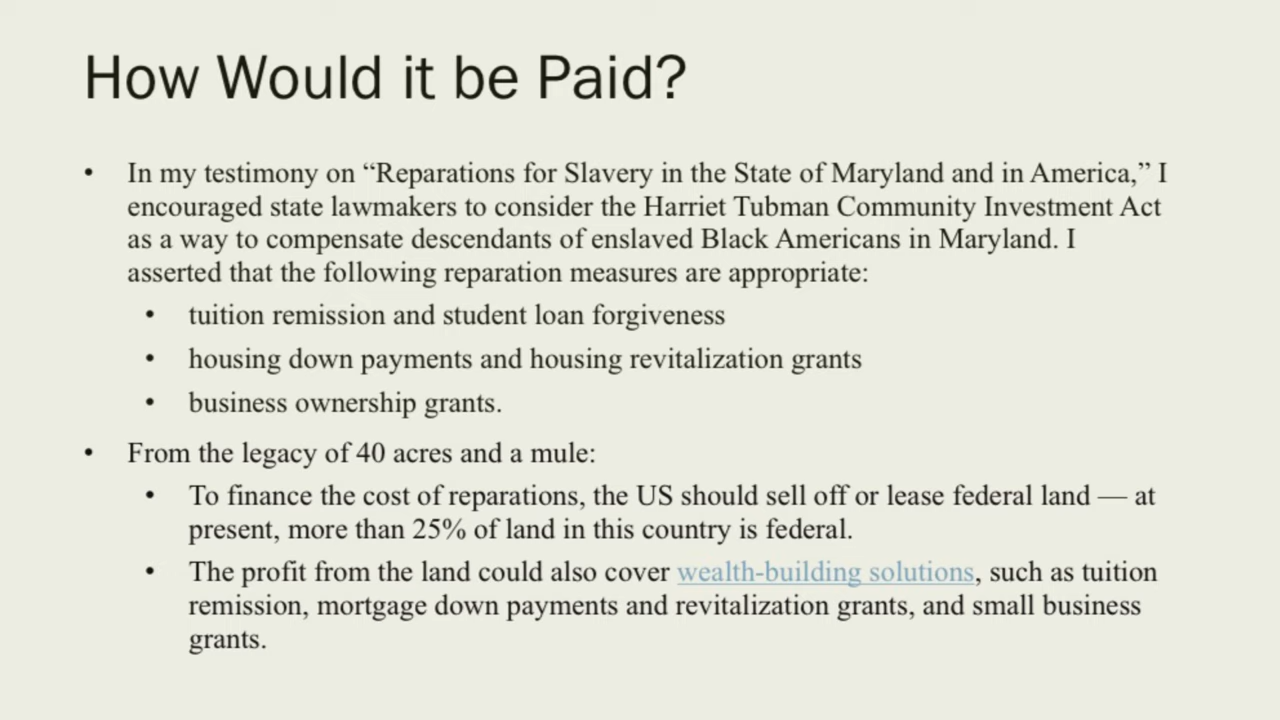 How Would it be Paid?
• In my testimony on “Reparations for Slavery in the State of Maryland and in America,” I
encouraged state lawmakers to consider the Harriet Tubman Community Investment Act
as a way to compensate descendants of enslaved Black Americans in Maryland. I
asserted that the following reparation measures are appropriate:
• tuition remission and student loan forgiveness
• housing down payments and housing revitalization grants
• business ownership grants.
• From the legacy of 40 acres and a mule:
• To finance the cost of reparations, the US should sell off or lease federal land — at
present, more than 25% of land in this country is federal.
• The profit from the land could also cover wealth-building solutions, such as tuition
remission, mortgage down payments and revitalization grants, and small business
grants.